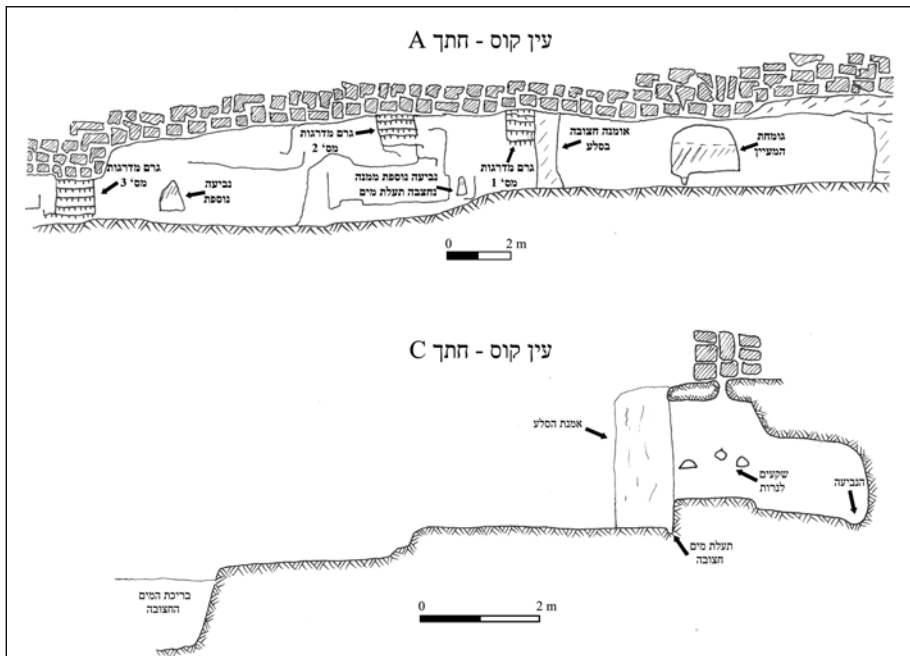 עין קוס - חתך A
גרם מדרגות
מס' 3
נביעה
נוספת
גרם מדרגות
מס' 2
נביעה נוספת ממנה
נחצבה תעלת מים
גרם מדרגות
מס' 1
אומנה חצובה
בסלע
גומחת
המעיין
0 2 m
עין קוס - חתך C
אמנת הסלע
שקעים
לנרות
הנביעה
תעלת מים
חצובה
בריכת המים
החצובה
0 2 m